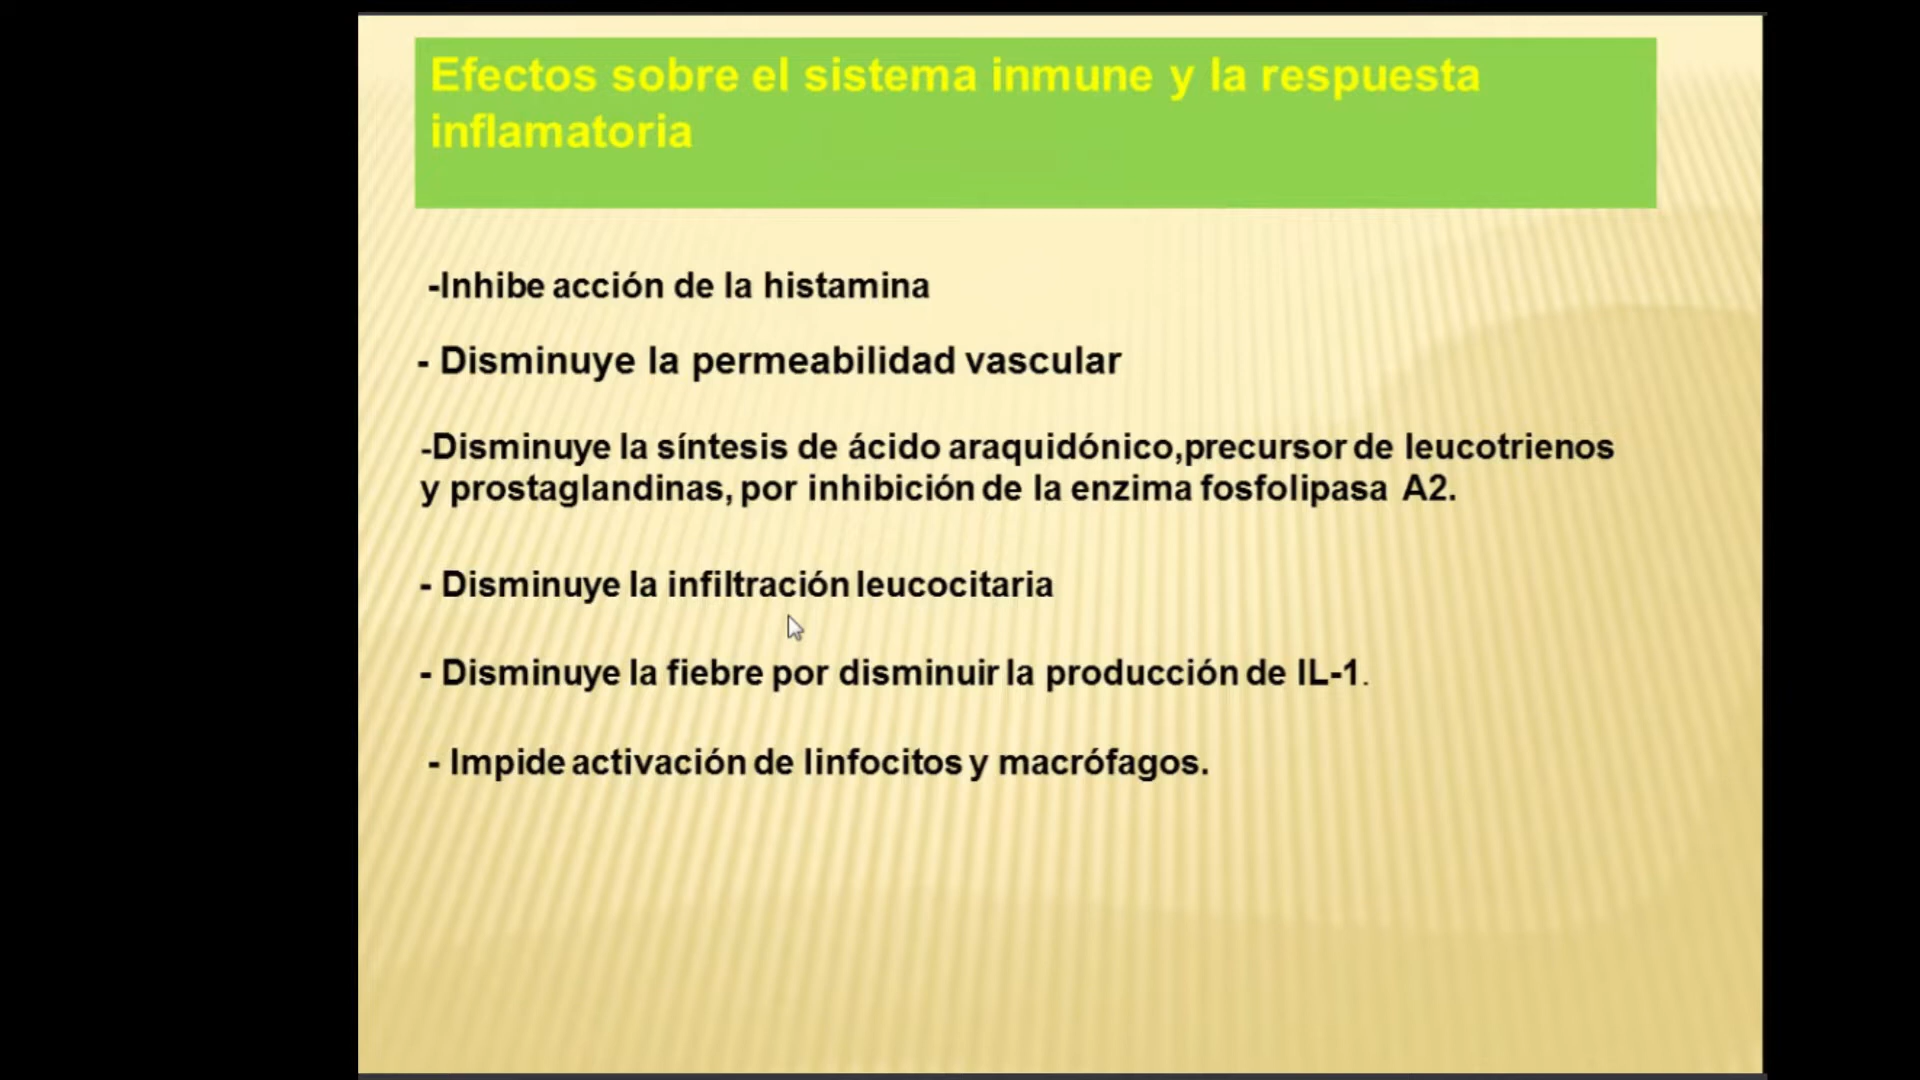 Efectos sobre el sistema inmune y la respuesta
inflamatoria
-Inhibe acción de la histamina
- Disminuye la permeabilidad vascular
-Disminuye la síntesis de ácido araquidónico,precursor de leucotrienos
y prostaglandinas, por inhibición de la enzima fosfolipasa A2.
- Disminuye la infiltración leucocitaria
- Disminuye la fiebre por disminuir la producción de IL-1.
- Impide activación de linfocitos y macrófagos.